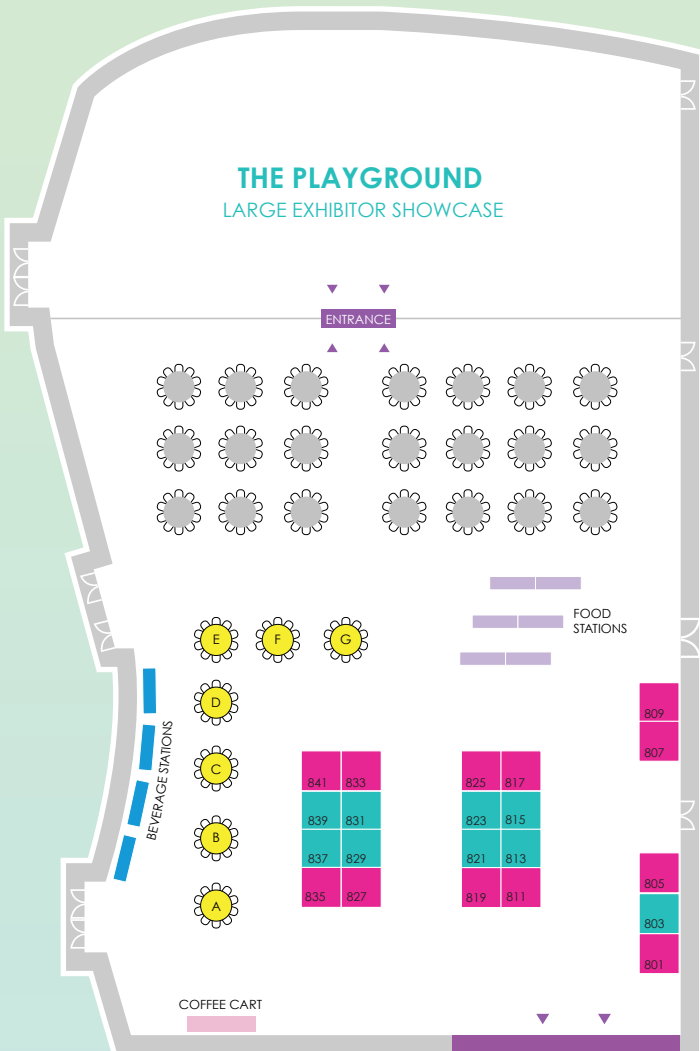 THE PLAYGROUND
LARGE EXHIBITOR SHOWCASE
ENTRANCE
FOOD
STATIONS
E
F
G
D
C
B
A
BEVERAGE STATIONS
809
807
841 833
839 831
837 829
835 827
825 817
823 815
821 813
819 811
805
803
801
COFFEE CART